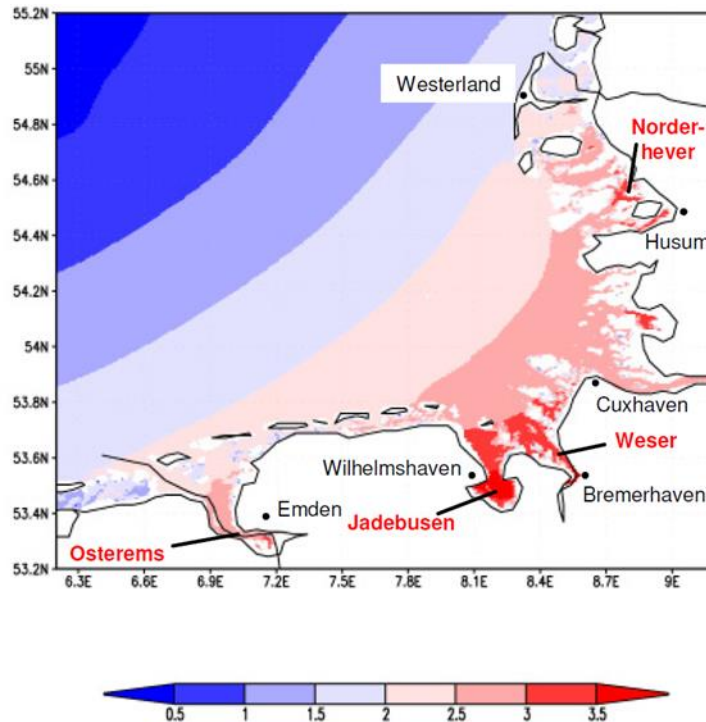 55.2N
55N
Westerland
54.8N
Norder-
hever
54.6N
54.4N
Husum
54.2N
54N
Cuxhaven
53.8N
Weser
53.6N
Wilhelmshaven
Bremerhaven
Emden
53.4N
Jadebusen
Osterems
53.2N
6.3E 6.6E 6.9E 7.2E 7.5E 7.8E 8.1E 8.4E 8.7E 9E
0.5 1 1.5 2 2.5 3 3.5